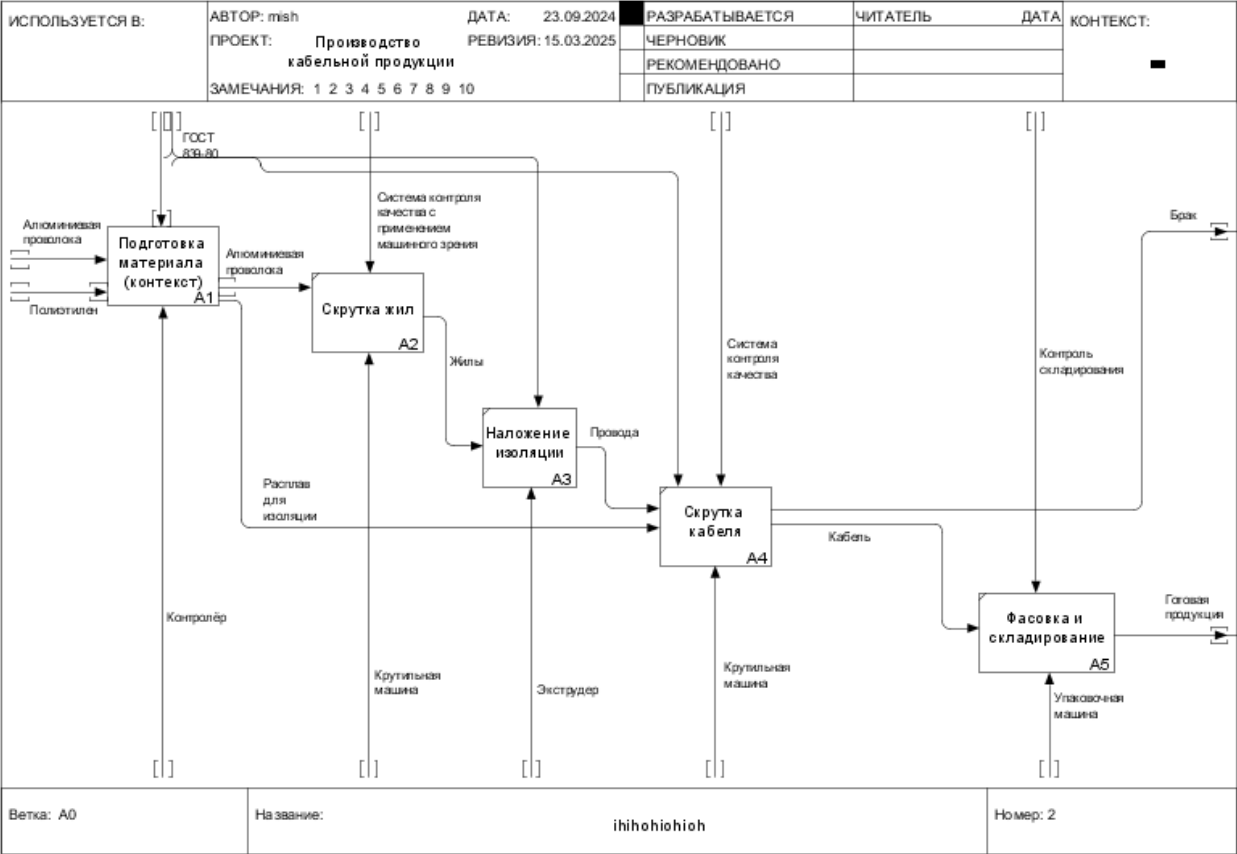 ИСПОЛЬЗУЕТСЯ В:
АВТОР: mish
ДАТА: 23.09.2024
ПРОЕКТ: Производство
кабельной продукции
РЕВИЗИЯ: 15.03.2025
ЗАМЕЧАНИЯ: 1 2 3 4 5 6 7 8 9 10
РАЗРАБАТЫВАЕТСЯ
ЧЕРНОВИК
РЕКОМЕНДОВАНО
ПУБЛИКАЦИЯ
ЧИТАТЕЛЬ
ДАТА
КОНТЕКСТ:
ГОСТ
839-80
Алюминиевая
проволока
Полиэтилен
Подготовка
материала
(контекст)
A1
Алюминиевая
проволока
Система контроля
качества с
применением
машинного зрения
Скрутка жил
A2
Жилы
Наложение
изоляции
A3
Провода
Расплав
для
изоляции
Система
контроля
качества
Скрутка
кабеля
A4
Кабель
Брак
Контроль
складирования
Фасовка и
складирование
A5
Готовая
продукция
Контролёр
Крутильная
машина
Экструдер
Крутильная
машина
Упаковочная
машина
Ветка: A0
Название:
ihihohiohioh
Номер: 2